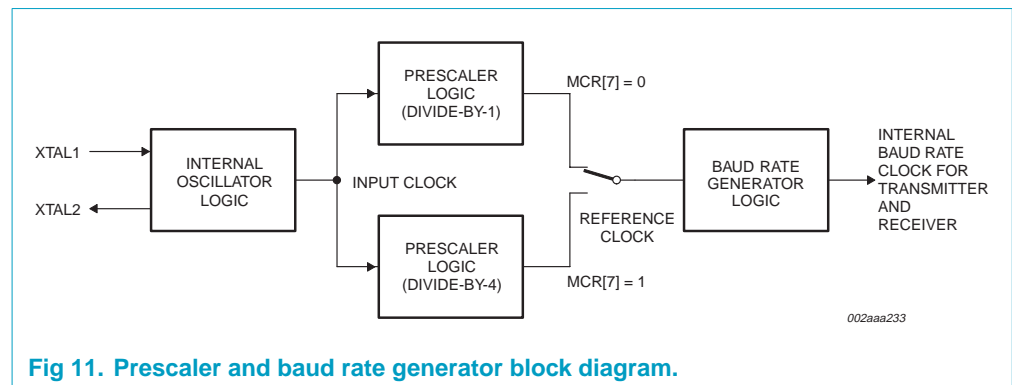 XTAL1
XTAL2
INTERNAL
OSCILLATOR
LOGIC
INPUT CLOCK
PRESCALER
LOGIC
(DIVIDE-BY-1)
PRESCALER
LOGIC
(DIVIDE-BY-4)
MCR[7] = 0
MCR[7] = 1
REFERENCE
CLOCK
BAUD RATE
GENERATOR
LOGIC
INTERNAL
BAUD RATE
CLOCK FOR
TRANSMITTER
AND
RECEIVER
002aaa233
Fig 11. Prescaler and baud rate generator block diagram.